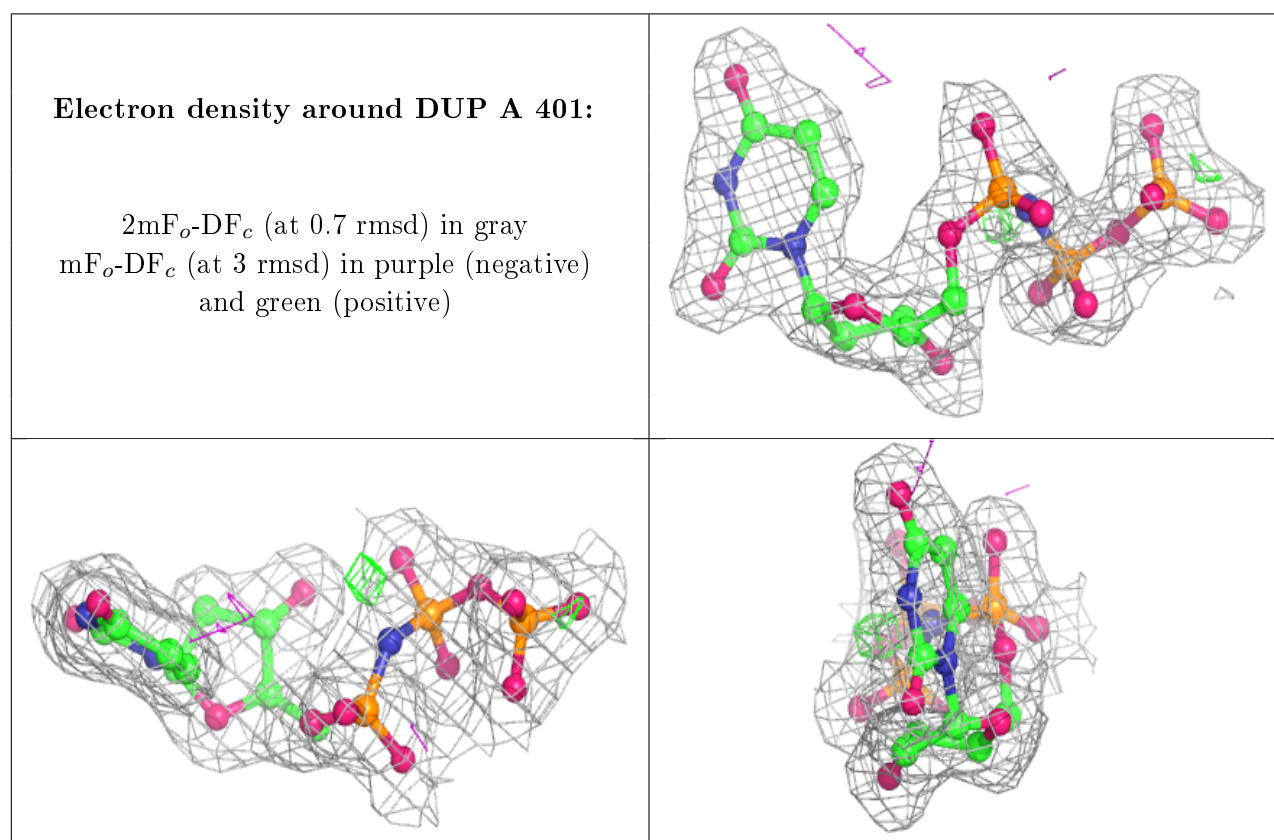 Electron density around DUP A 401:
2mFₒ-DF𝒸 (at 0.7 rmsd) in gray
mFₒ-DF𝒸 (at 3 rmsd) in purple (negative)
and green (positive)